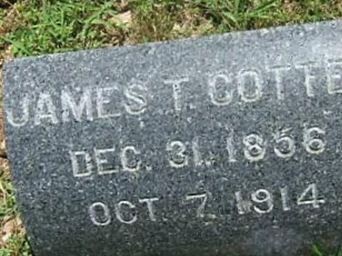 JAMES T. COTTE
DEC. 31. 1856
OCT. 7. 1914